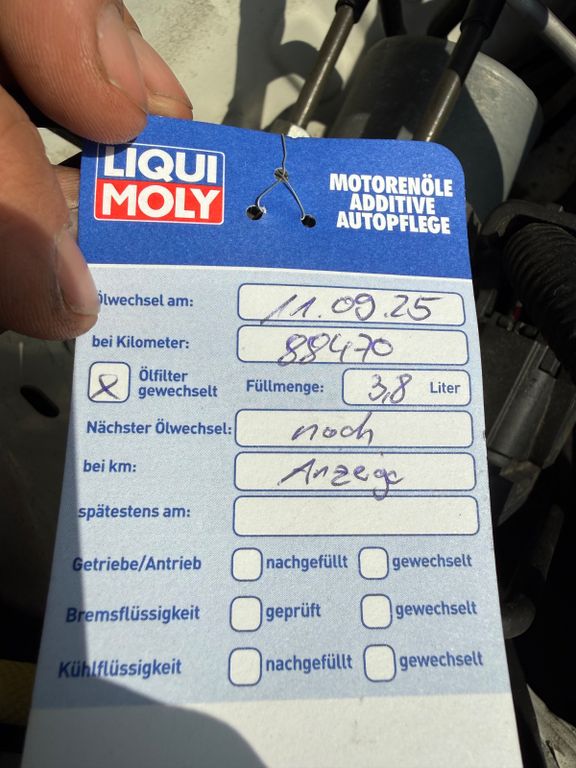 LIQUI
MOLY
MOTORENÖLE
ADDITIVE
AUTOPFLEGE
Ölwechsel am: 11.09.25
bei Kilometer: 88470
x Ölfilter gewechselt Füllmenge: 3,8 Liter
Nächster Ölwechsel: noch
bei km: Anzeige
spätestens am:
Getriebe/Antrieb nachgefüllt gewechselt
Bremsflüssigkeit geprüft gewechselt
Kühlflüssigkeit nachgefüllt gewechselt